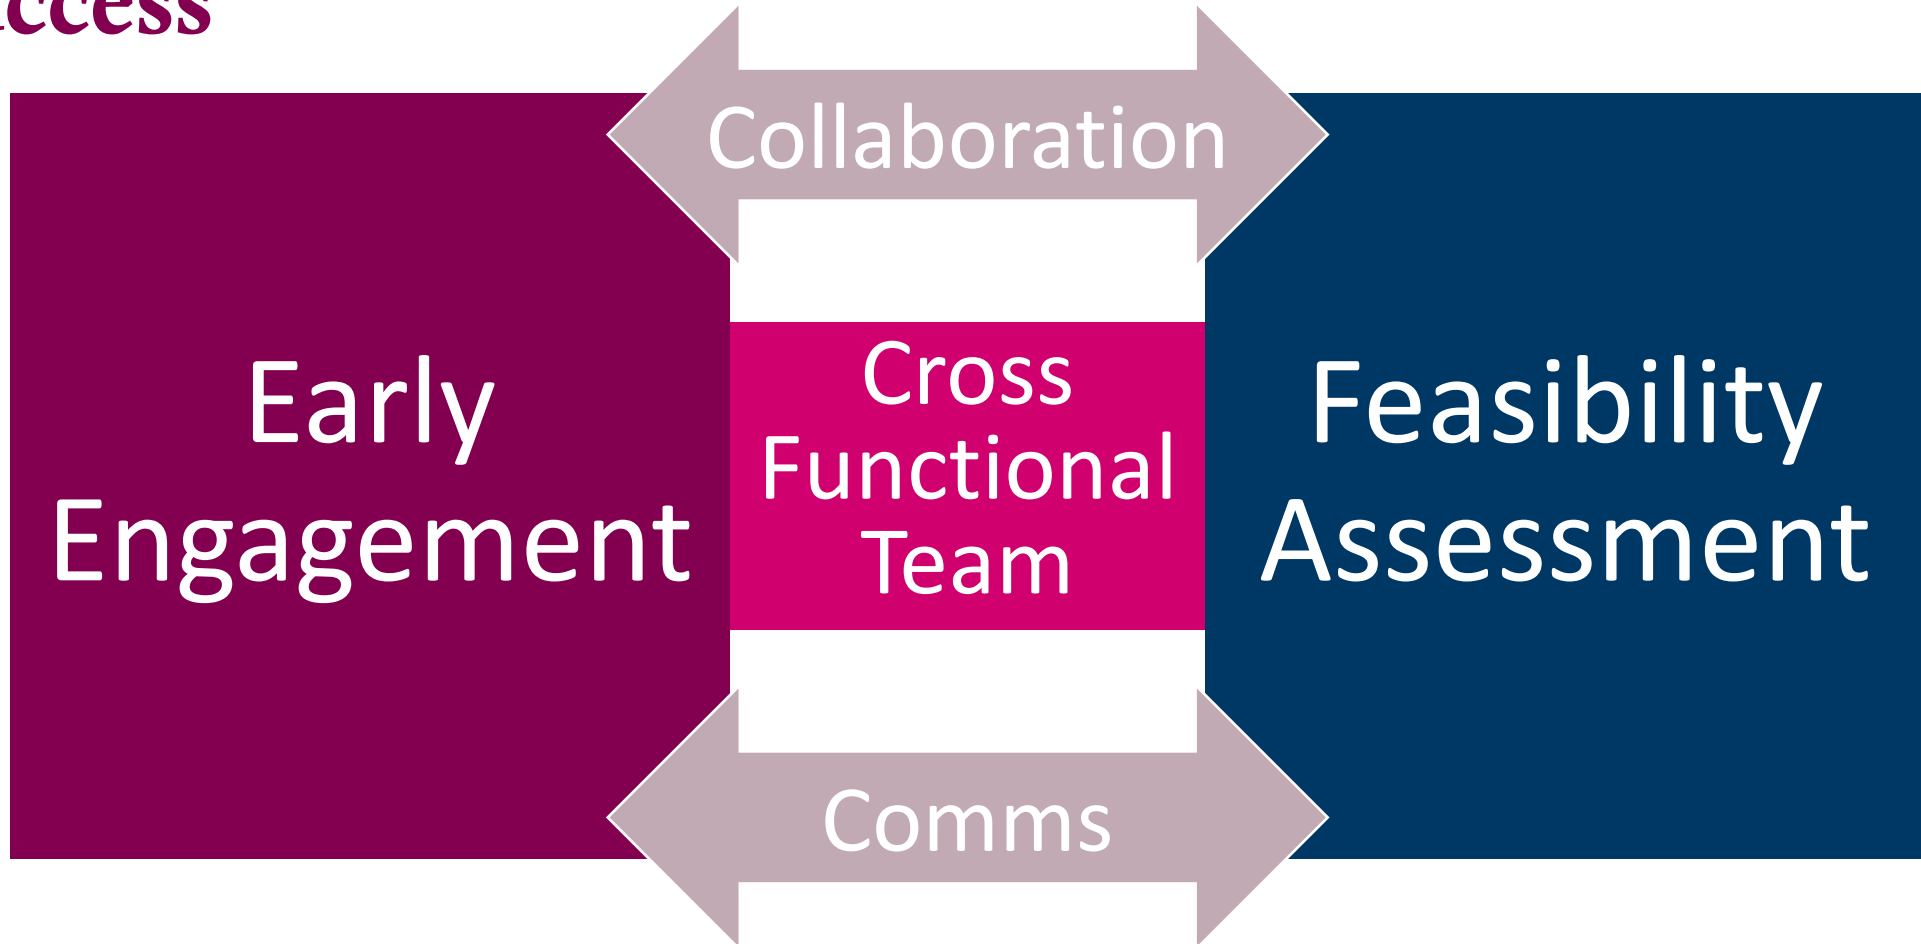 Collaboration
Early
Engagement
Cross
Functional
Team
Feasibility
Assessment
Comms